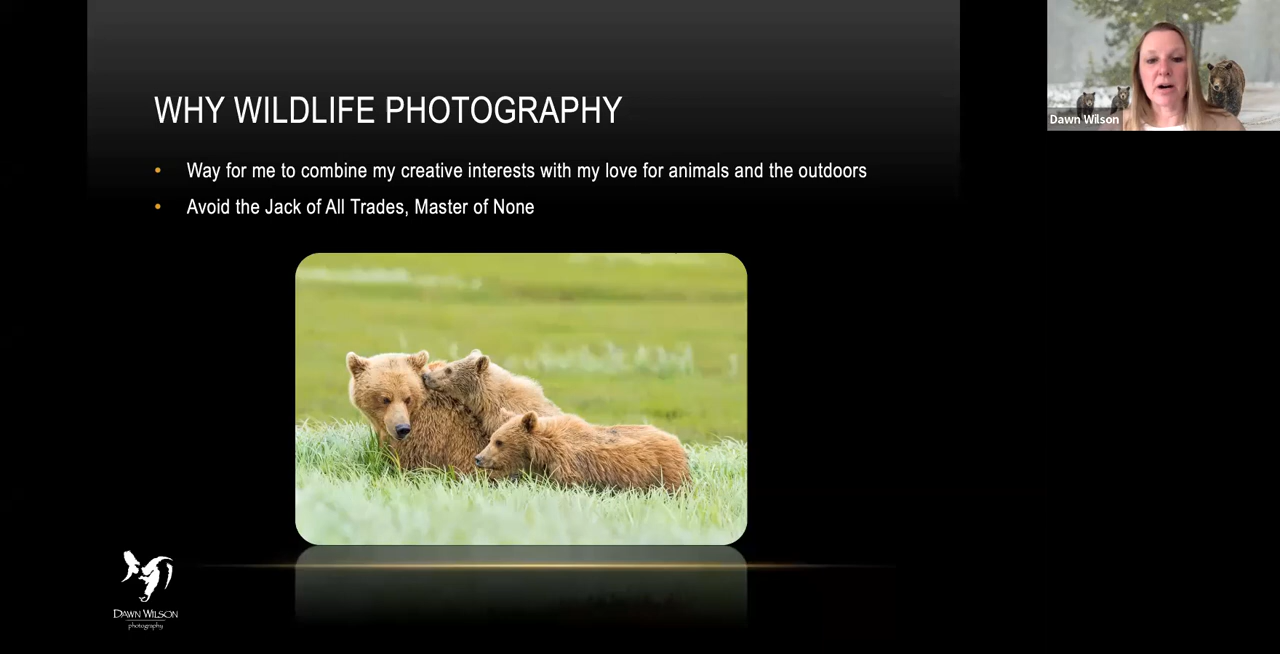 WHY WILDLIFE PHOTOGRAPHY
Way for me to combine my creative interests with my love for animals and the outdoors
Avoid the Jack of All Trades, Master of None
Dawn Wilson
DAWN WILSON
photography